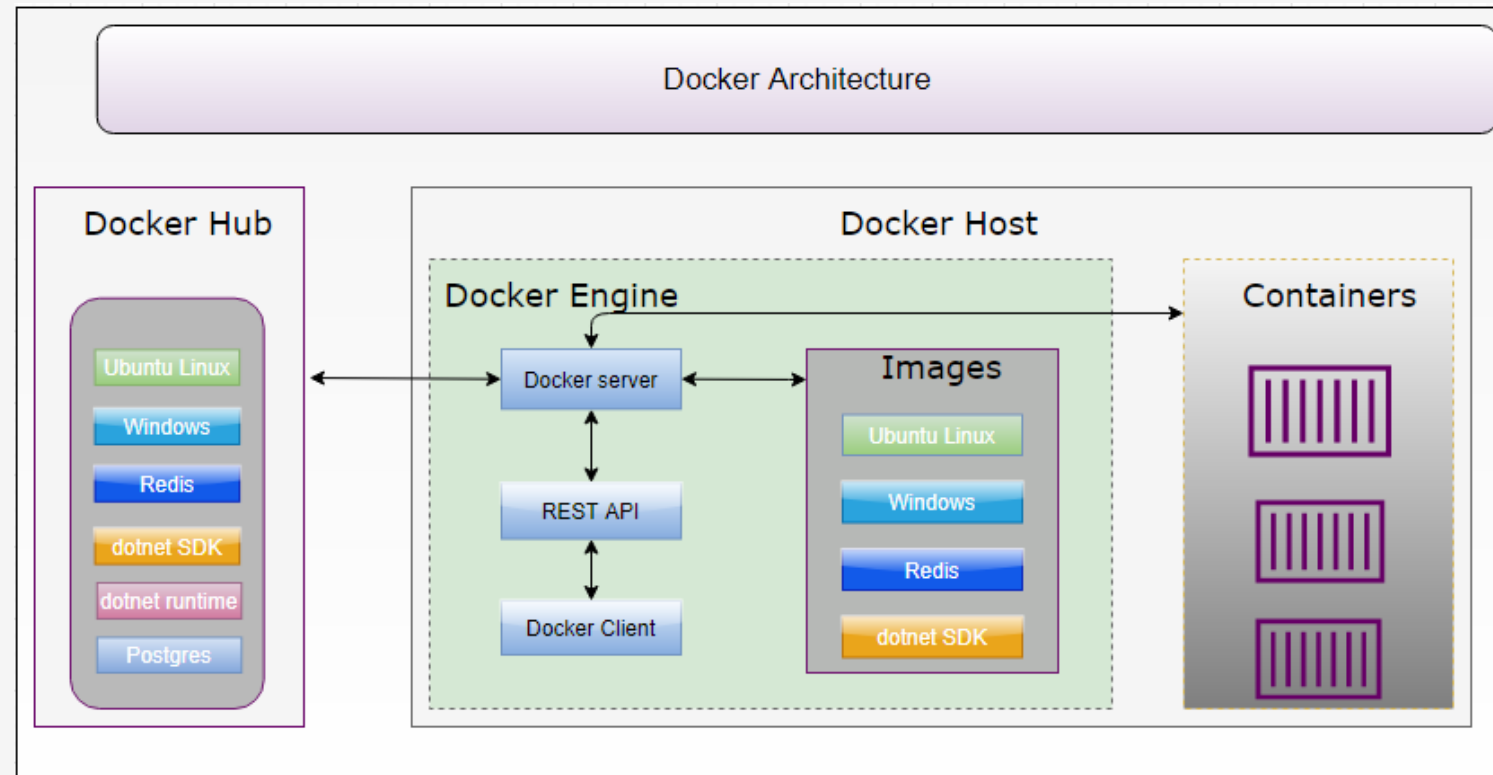 Docker Architecture
Docker Hub
Ubuntu Linux
Windows
Redis
dotnet SDK
dotnet runtime
Postgres
Docker Host
Docker Engine
Docker server
REST API
Docker Client
Images
Ubuntu Linux
Windows
Redis
dotnet SDK
Containers